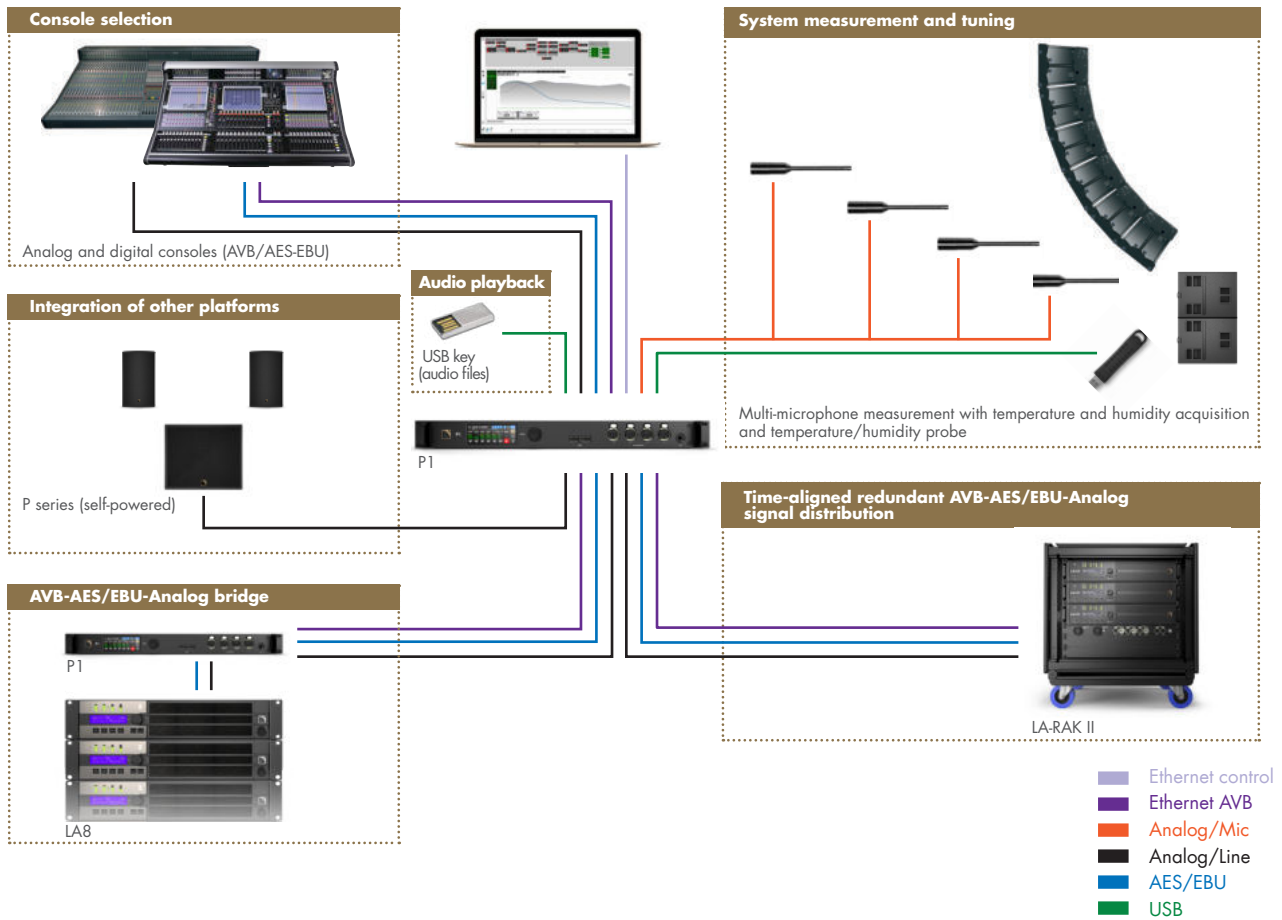 Console selection
Analog and digital consoles (AVB/AES-EBU)
System measurement and tuning
Multi-microphone measurement with temperature and humidity acquisition
and temperature/humidity probe
Integration of other platforms
P series (self-powered)
Audio playback
USB key
(audio files)
P1
Time-aligned redundant AVB-AES/EBU-Analog
signal distribution
LA-RAK II
AVB-AES/EBU-Analog bridge
P1
LA8
Ethernet control
Ethernet AVB
Analog/Mic
Analog/Line
AES/EBU
USB